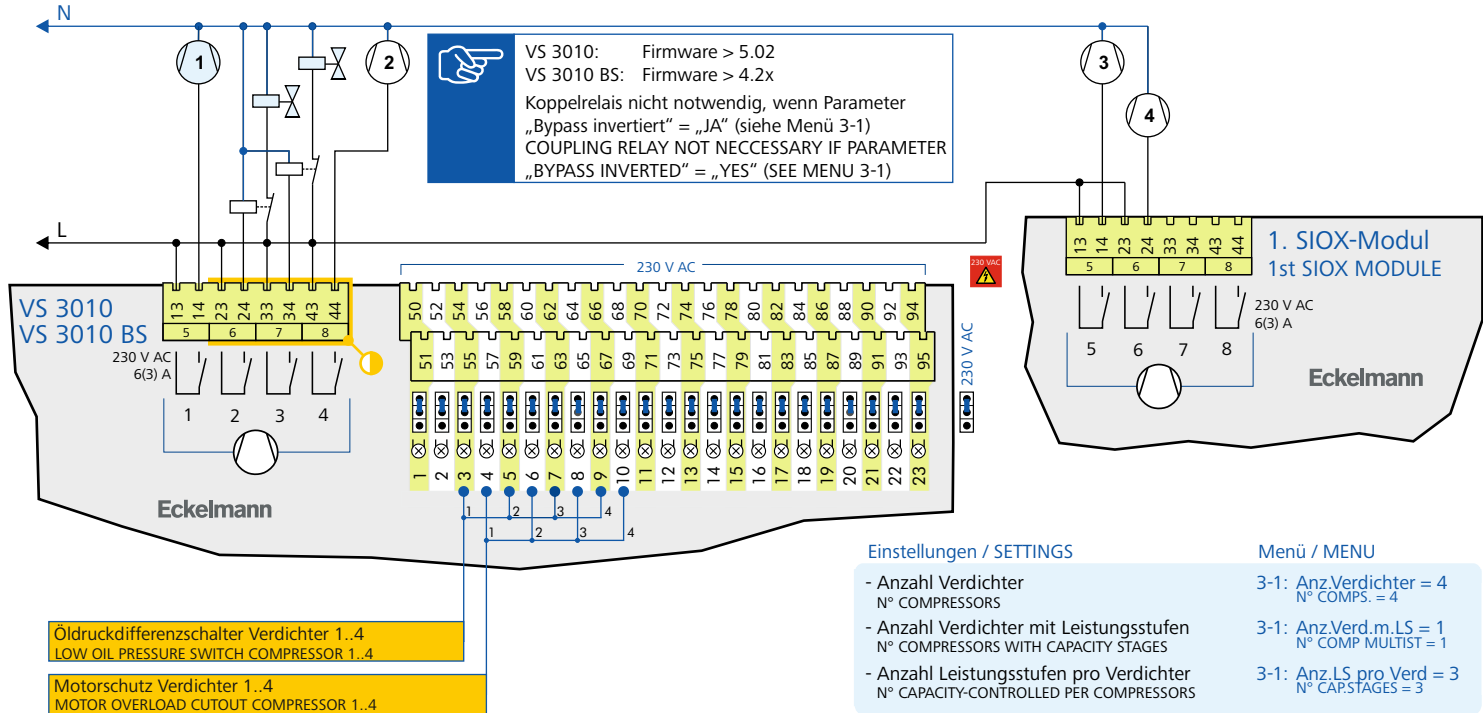 N
1
2
3
4
VS 3010: Firmware > 5.02
VS 3010 BS: Firmware > 4.2x
Koppelrelais nicht notwendig, wenn Parameter
„Bypass invertiert“ = „JA“ (siehe Menü 3-1)
COUPLING RELAY NOT NECCESSARY IF PARAMETER
„BYPASS INVERTED“ = „YES“ (SEE MENU 3-1)
L
VS 3010
VS 3010 BS
13 14 23 24 33 34 43 44
5 6 7 8
230 V AC
6(3) A
1 2 3 4
Eckelmann
230 V AC
50 52 54 56 58 60 62 64 66 68 70 72 74 76 78 80 82 84 86 88 90 92 94
51 53 55 57 59 61 63 65 67 69 71 73 75 77 79 81 83 85 87 89 91 93 95
1 2 3 4 5 6 7 8 9 10 11 12 13 14 15 16 17 18 19 20 21 22 23
1 2 3 4
1 2 3 4
230 V AC
230 VAC
13 14 23 24 33 34 43 44
5 6 7 8
1. SIOX-Modul
1st SIOX MODULE
230 V AC
6(3) A
5 6 7 8
Eckelmann
Öldruckdifferenzschalter Verdichter 1..4
LOW OIL PRESSURE SWITCH COMPRESSOR 1..4
Motorschutz Verdichter 1..4
MOTOR OVERLOAD CUTOUT COMPRESSOR 1..4
Einstellungen / SETTINGS Menü / MENU
- Anzahl Verdichter 3-1: Anz.Verdichter = 4
N° COMPRESSORS N° COMPS. = 4
- Anzahl Verdichter mit Leistungsstufen 3-1: Anz.Verd.m.LS = 1
N° COMPRESSORS WITH CAPACITY STAGES N° COMP MULTIST = 1
- Anzahl Leistungsstufen pro Verdichter 3-1: Anz.LS pro Verd = 3
N° CAPACITY-CONTROLLED PER COMPRESSORS N° CAP.STAGES = 3